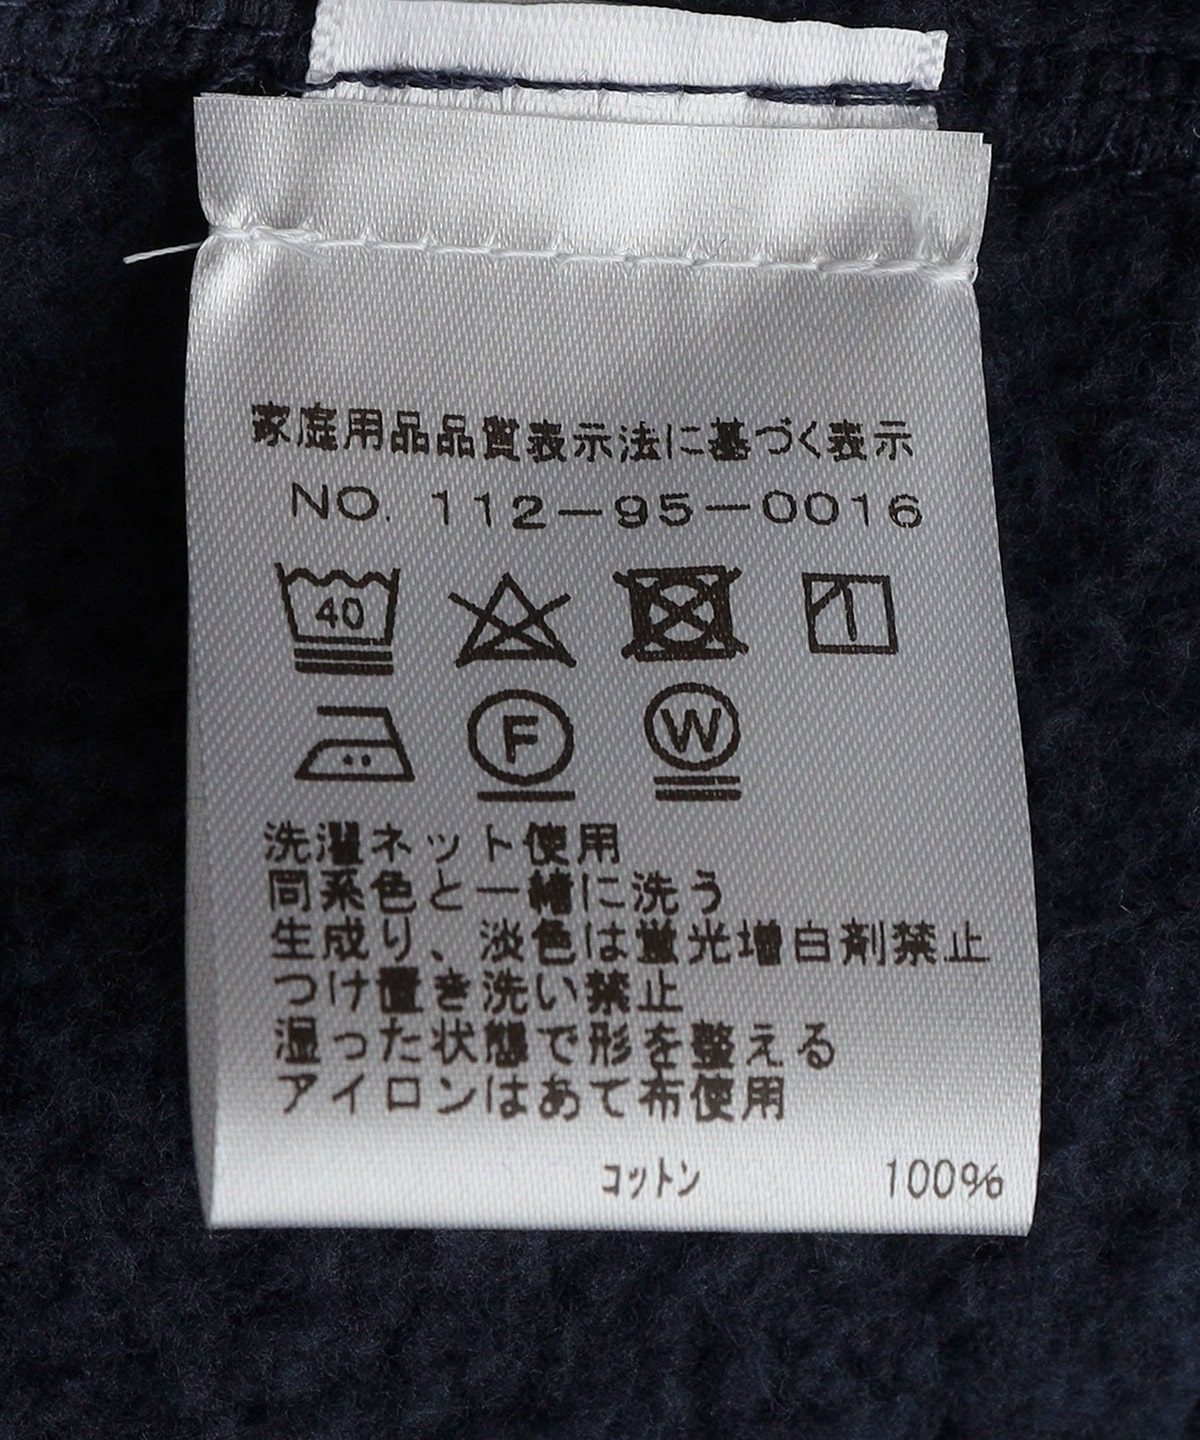 家庭用品品質表示法に基づく表示
NO. 112-95-0016
40
F W
洗濯ネット使用
同系色と一緒に洗う
生成り、淡色は蛍光増白剤禁止
つけ置き洗い禁止
湿った状態で形を整える
アイロンはあて布使用
コットン 100%